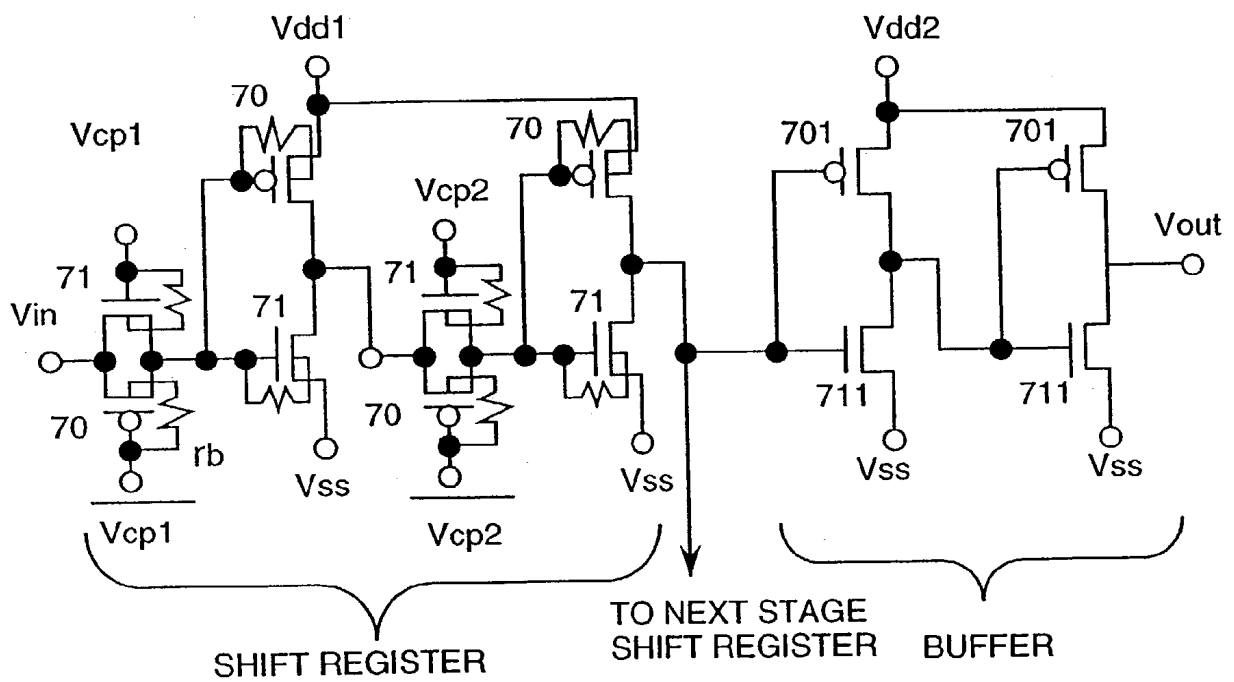 Vdd1
Vdd2
70
Vcp1
70
701
701
Vcp2
Vout
71
71
Vin
71
71
70
70
711
711
rb
Vss
Vss
Vss
Vss
Vcp1
Vcp2
TO NEXT STAGE
SHIFT REGISTER
BUFFER
SHIFT REGISTER